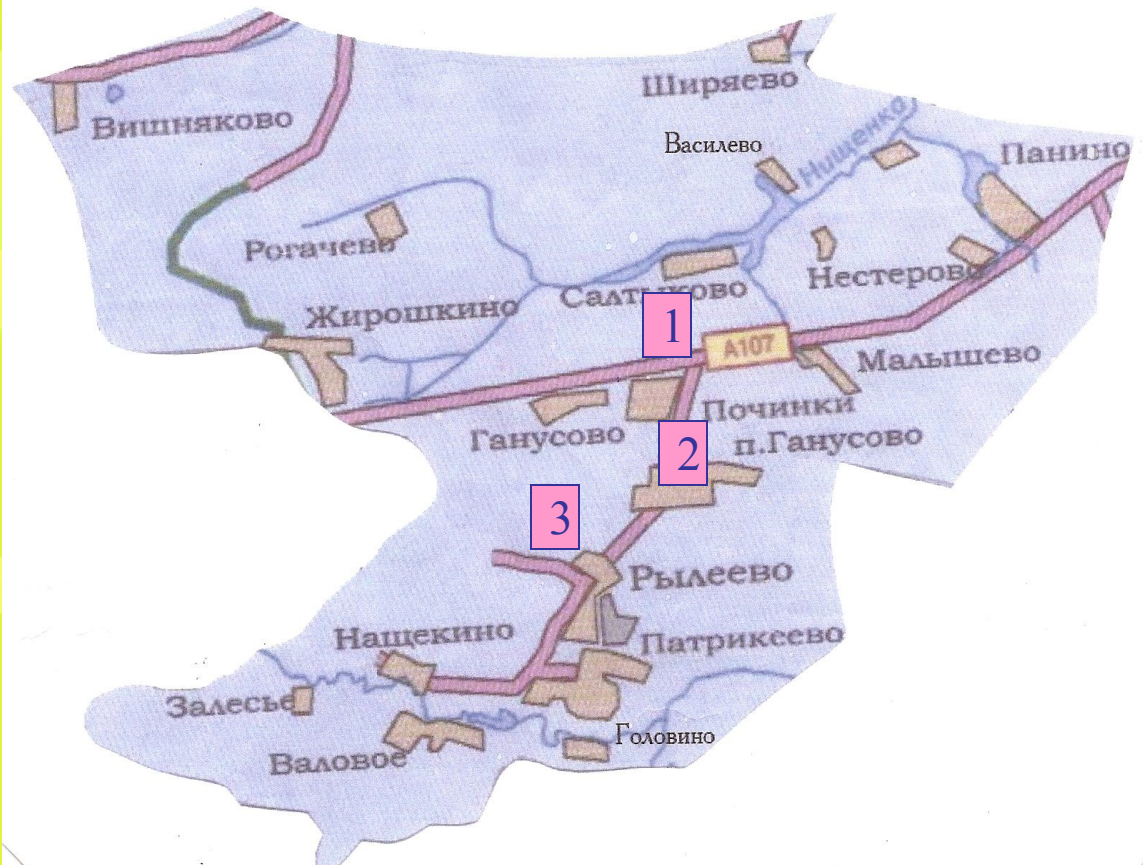 Ширяево
Вишняково
Василево
Нищенка
Панино
Рогачево
Нестерово
Салтыково
Жирошкино
1
А107
Малышево
Починки
Ганусово
п.Ганусово
2
3
Рылеево
Нащекино
Патрикеево
Залесье
Головино
Валовое